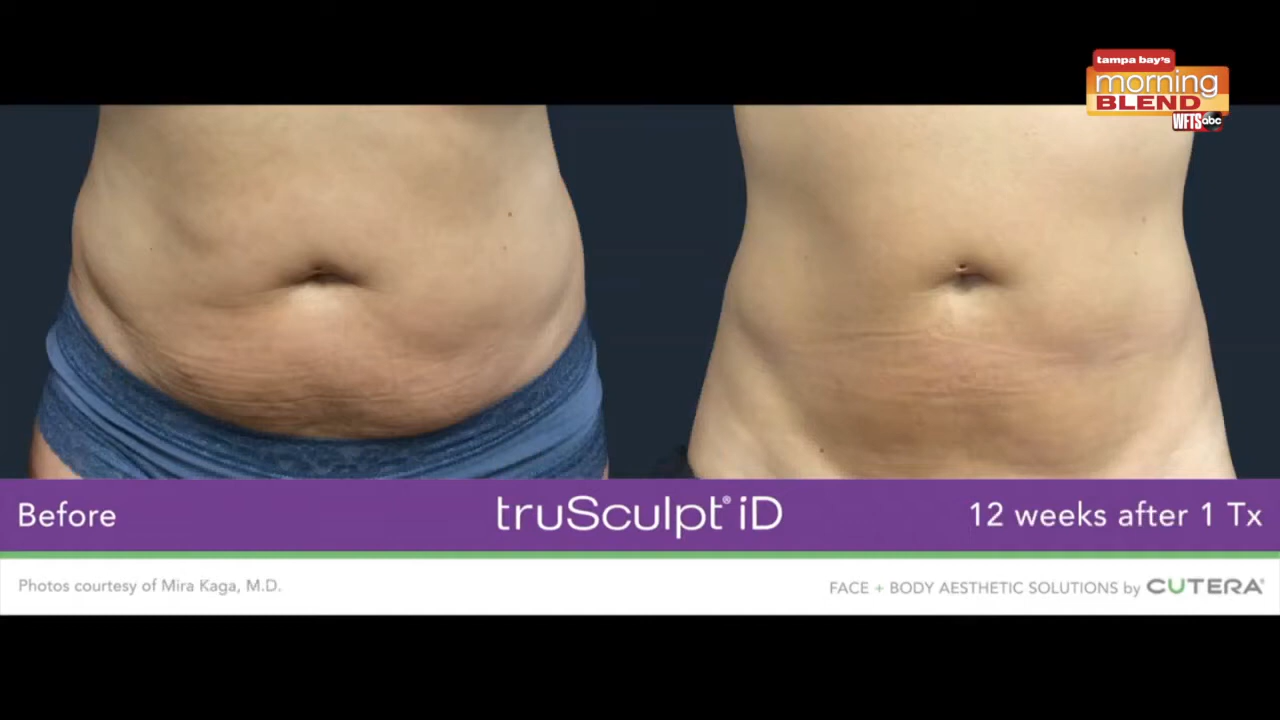 tampa bay's
morning
BLEND
WFTS abc
Before
truSculpt® iD
12 weeks after 1 Tx
Photos courtesy of Mira Kaga, M.D.
FACE + BODY AESTHETIC SOLUTIONS by CUTERA®